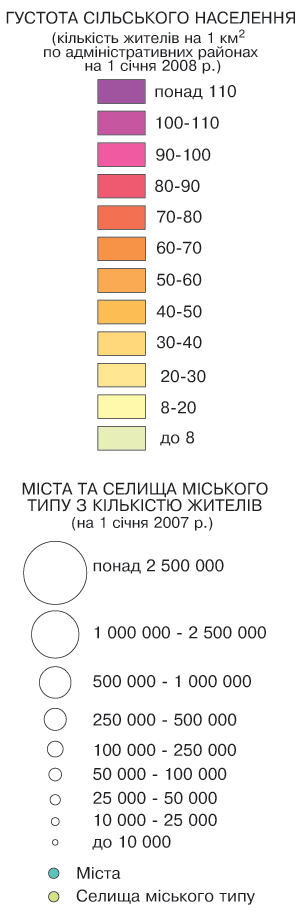 ГУСТОТА СІЛЬСЬКОГО НАСЕЛЕННЯ
(кількість жителів на 1 км²
по адміністративних районах
на 1 січня 2008 р.)
понад 110
100-110
90-100
80-90
70-80
60-70
50-60
40-50
30-40
20-30
8-20
до 8
МІСТА ТА СЕЛИЩА МІСЬКОГО
ТИПУ З КІЛЬКІСТЮ ЖИТЕЛІВ
(на 1 січня 2007 р.)
понад 2 500 000
1 000 000 - 2 500 000
500 000 - 1 000 000
250 000 - 500 000
100 000 - 250 000
50 000 - 100 000
25 000 - 50 000
10 000 - 25 000
до 10 000
Міста
Селища міського типу